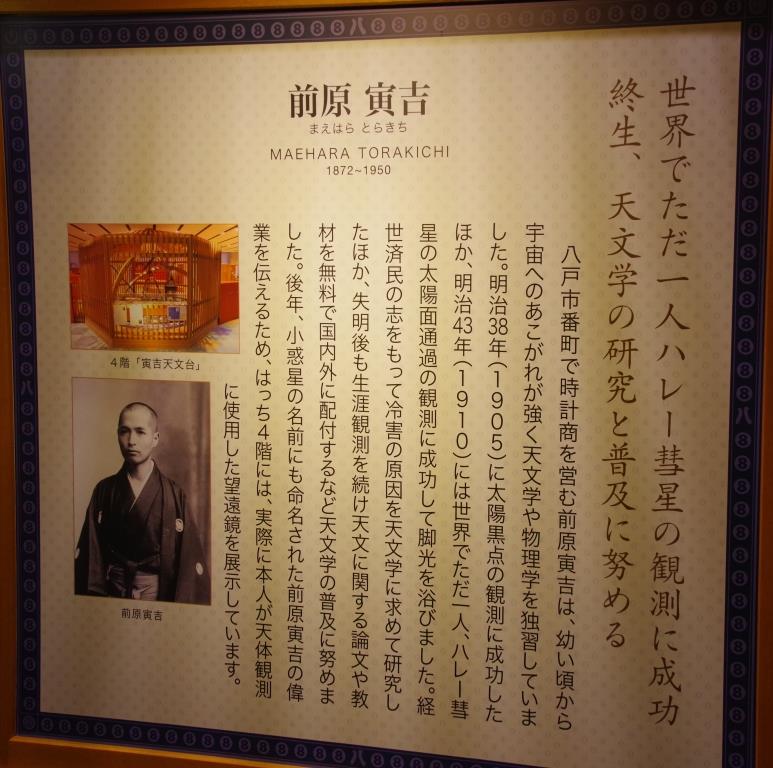 世界でただ一人ハレー彗星の観測に成功
終生、天文学の研究と普及に努める
前原 寅吉
まえはら とらきち
MAEHARA TORAKICHI
1872~1950
八戸市番町で時計商を営む前原寅吉は、幼い頃から
宇宙へのあこがれが強く天文学や物理学を独習していま
した。明治38年(1905)に太陽黒点の観測に成功した
ほか、明治43年(1910)には世界でただ一人、ハレー彗
星の太陽面通過の観測に成功して脚光を浴びました。経
世済民の志をもって冷害の原因を天文学に求めて研究し
たほか、失明後も生涯観測を続け天文に関する論文や教
材を無料で国内外に配付するなど天文学の普及に努めま
した。後年、小惑星の名前にも命名された前原寅吉の偉
業を伝えるため、はっち4階には、実際に本人が天体観測
に使用した望遠鏡を展示しています。
4階「寅吉天文台」
前原寅吉